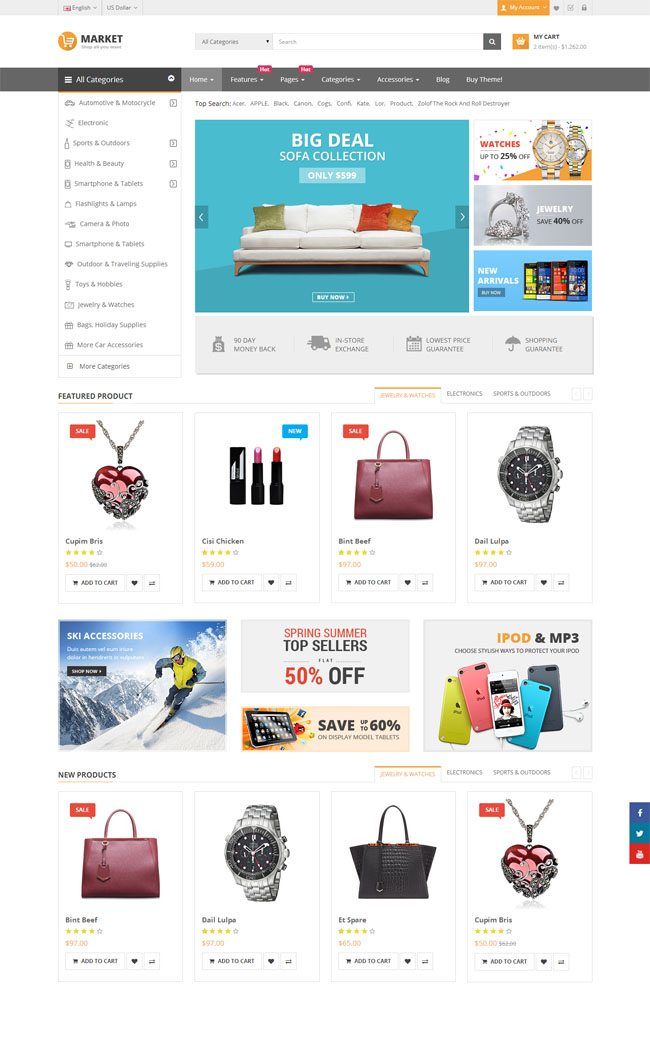 English
US Dollar
My Account
MARKET
Shop all you want
All Categories
Search
MY CART
2 item(s) - $1,262.00
All Categories
Home
Features
Hot
Pages
Hot
Categories
Accessories
Blog
Buy Theme!
Automotive & Motocrycle
Electronic
Sports & Outdoors
Health & Beauty
Smartphone & Tablets
Flashlights & Lamps
Camera & Photo
Smartphone & Tablets
Outdoor & Traveling Supplies
Toys & Hobbies
Jewelry & Watches
Bags, Holiday Supplies
More Car Accessories
More Categories
Top Search: Acer, APPLE, Black, Canon, Cogs, Confi, Kate, Lor, Product, Zolof The Rock And Roll Destroyer
BIG DEAL
SOFA COLLECTION
ONLY $599
BUY NOW
WATCHES
UP TO 25% OFF
JEWELRY
SAVE 40% OFF
NEW
ARRIVALS
BUY NOW
90 DAY
MONEY BACK
IN-STORE
EXCHANGE
LOWEST PRICE
GUARANTEE
SHOPPING
GUARANTEE
FEATURED PRODUCT
JEWELRY & WATCHES
ELECTRONICS
SPORTS & OUTDOORS
SALE
Cupim Bris
$50.00 $62.00
ADD TO CART
NEW
Cisi Chicken
$59.00
ADD TO CART
SALE
Bint Beef
$97.00
ADD TO CART
Dail Lulpa
$97.00
ADD TO CART
SKI ACCESSORIES
Duis autem vel eum iriure
dolor in hendrerit in vulputate
SHOP NOW
SPRING SUMMER
TOP SELLERS
FLAT
50% OFF
SAVE UP TO 60%
ON DISPLAY MODEL TABLETS
IPOD & MP3
CHOOSE STYLISH WAYS TO PROTECT YOUR IPOD
NEW PRODUCTS
JEWELRY & WATCHES
ELECTRONICS
SPORTS & OUTDOORS
SALE
Bint Beef
$97.00
ADD TO CART
Dail Lulpa
$97.00
ADD TO CART
Et Spare
$65.00
ADD TO CART
SALE
Cupim Bris
$50.00 $62.00
ADD TO CART